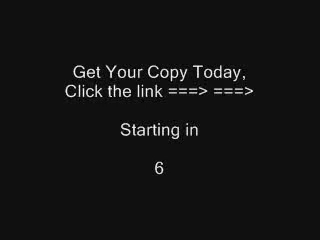 Get Your Copy Today,
Click the link ===> ===>
Starting in
6